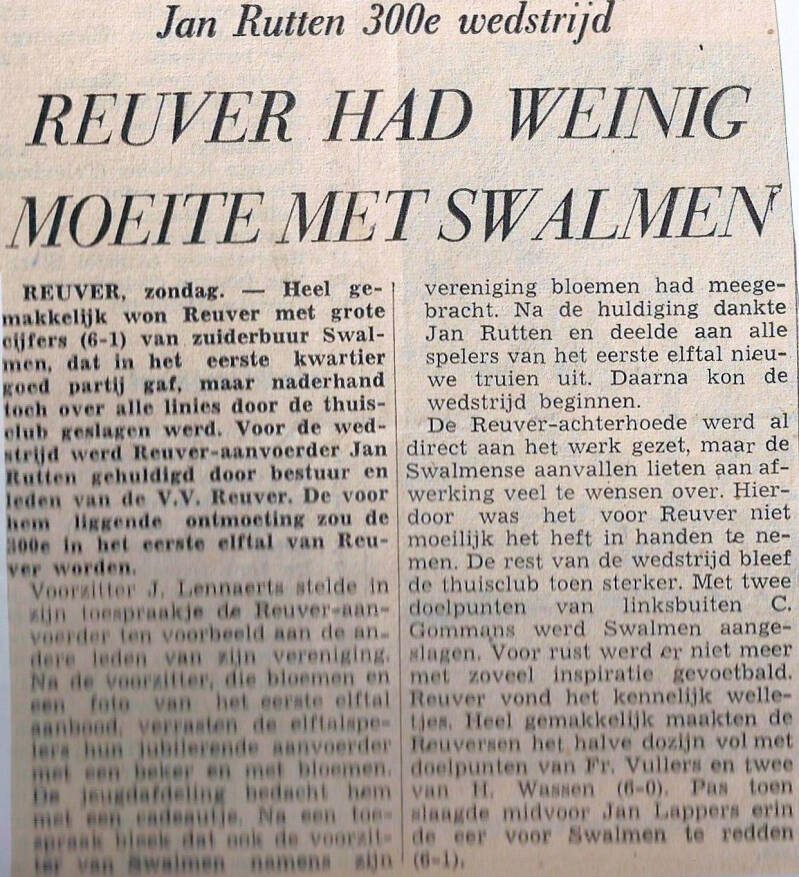 Jan Rutten 300e wedstrijd
REUVER HAD WEINIG
MOEITE MET SWALMEN
REUVER, zondag. — Heel ge-
makkelijk won Reuver met grote
cijfers (6-1) van zuiderbuur Swal-
men, dat in het eerste kwartier
goed partij gaf, maar naderhand
toch over alle linies door de thuis-
club geslagen werd. Voor de wed-
strijd werd Reuver-aanvoerder Jan
Rutten gehuldigd door bestuur en
leden van de V.V. Reuver. De voor
hem liggende ontmoeting zou de
300e in het eerste elftal van Reu-
ver worden.
Voorzitter J. Lennaerts stelde in
zijn toespraakje de Reuver-aan-
voerder ten voorbeeld aan de an-
dere leden van zijn vereniging.
Na de voorzitter, die bloemen en
een foto van het eerste elftal
aanbood, verrasten de elftalspe-
lers hun jubilerende aanvoerder
met een beker en met bloemen.
De jeugdafdeling bedacht hem
met een cadeautje. Na een toe-
spraak bleek dat ook de voorzit-
ter van Swalmen namens zijn
vereniging bloemen had meege-
bracht. Na de huldiging dankte
Jan Rutten en deelde aan alle
spelers van het eerste elftal nieu-
we truien uit. Daarna kon de
wedstrijd beginnen.
De Reuver-achterhoede werd al
direct aan het werk gezet, maar de
Swalmense aanvallen lieten aan af-
werking veel te wensen over. Hier-
door was het voor Reuver niet
moeilijk het heft in handen te ne-
men. De rest van de wedstrijd bleef
de thuisclub toen sterker. Met twee
doelpunten van linksbuiten C.
Gommans werd Swalmen aange-
slagen. Voor rust werd er niet meer
met zoveel inspiratie gevoetbald.
Reuver vond het kennelijk welle-
tjes. Heel gemakkelijk maakten de
Reuversen het halve dozijn vol met
doelpunten van Fr. Vullers en twee
van H. Wassen (6-0). Pas toen
slaagde midvoor Jan Lappers erin
de eer voor Swalmen te redden
(6-1).